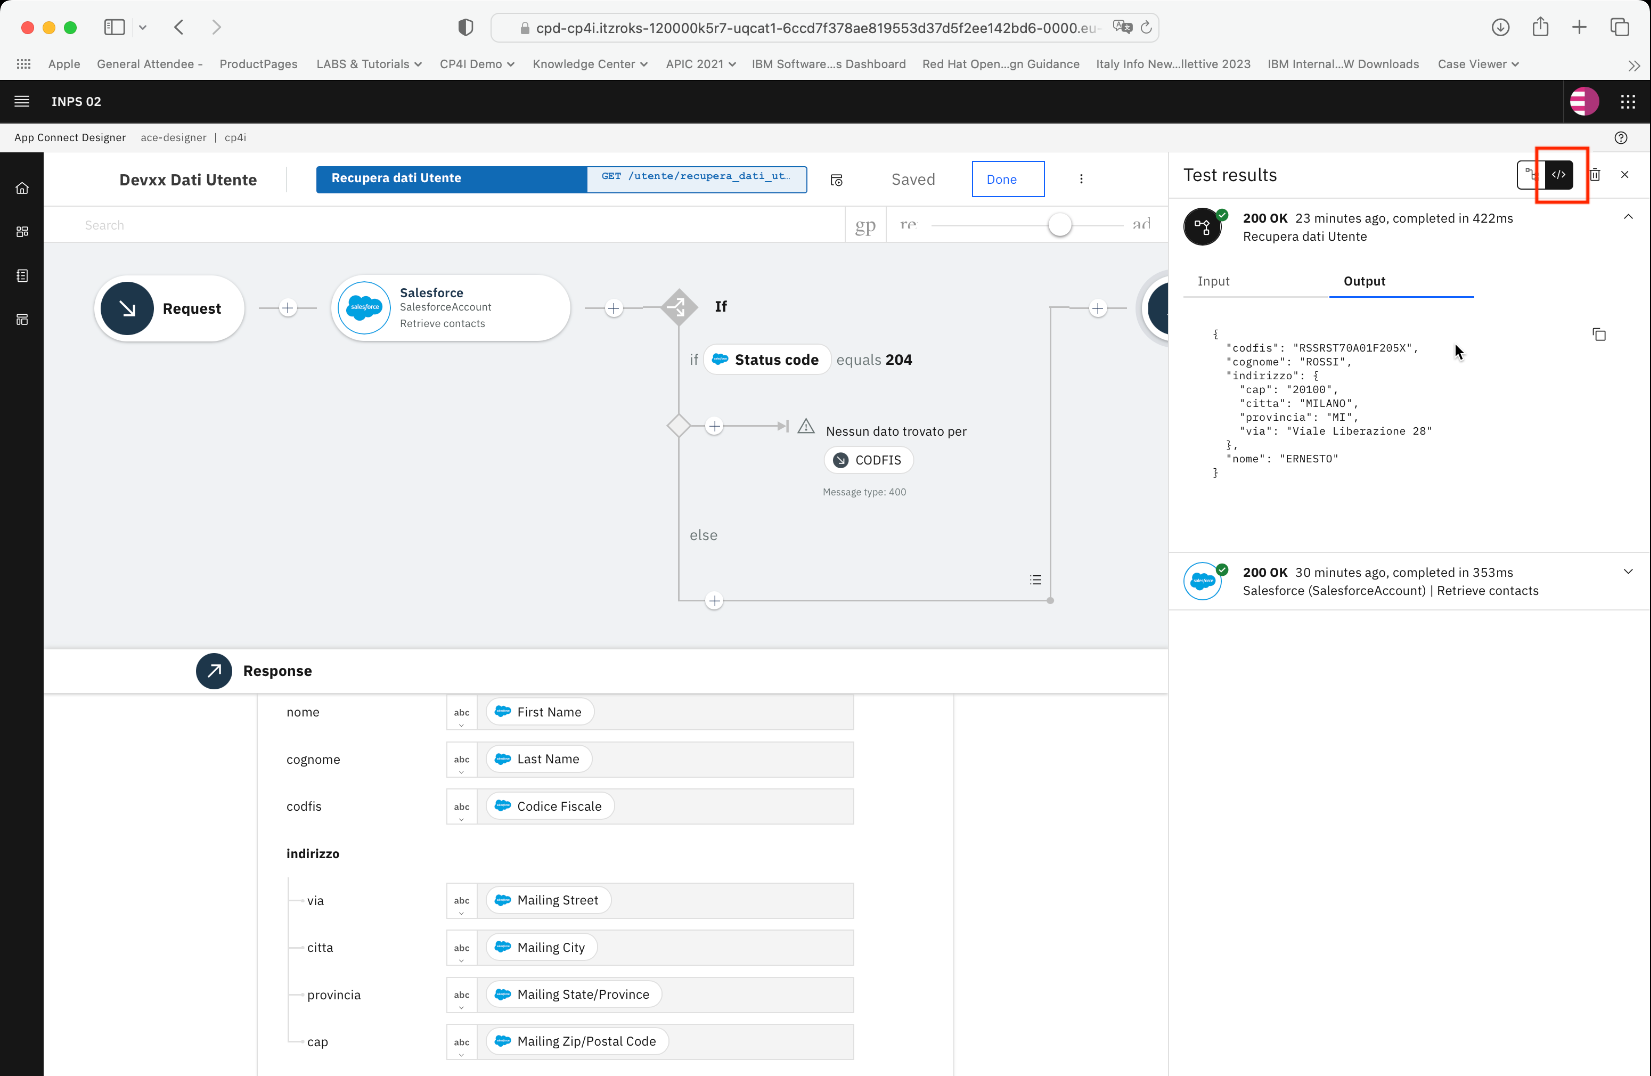 cpd-cp4i.itzroks-120000k5r7-uqcat1-6ccd7f378ae819553d37d5f2ee142bd6-0000.eu-
Apple
General Attendee -
ProductPages
LABS & Tutorials
CP4I Demo
Knowledge Center
APIC 2021
IBM Software...s Dashboard
Red Hat Open...gn Guidance
Italy Info New...llettive 2023
IBM Internal...W Downloads
Case Viewer
INPS 02
App Connect Designer
ace-designer | cp4i
Devxx Dati Utente
Recupera dati Utente
GET /utente/recupera_dati_ut…
Saved
Done
Search
gp
re
ad
Request
salesforce
Salesforce
SalesforceAccount
Retrieve contacts
If
if
Status code
equals 204
Nessun dato trovato per
CODFIS
Message type: 400
else
Response
nome
abc
First Name
cognome
abc
Last Name
codfis
abc
Codice Fiscale
indirizzo
via
abc
Mailing Street
citta
abc
Mailing City
provincia
abc
Mailing State/Province
cap
abc
Mailing Zip/Postal Code
Test results
</>
200 OK 23 minutes ago, completed in 422ms
Recupera dati Utente
Input
Output
{
"codfis": "RSSRST70A01F205X",
"cognome": "ROSSI",
"indirizzo": {
"cap": "20100",
"citta": "MILANO",
"provincia": "MI",
"via": "Viale Liberazione 28"
},
"nome": "ERNESTO"
}
salesforce
200 OK 30 minutes ago, completed in 353ms
Salesforce (SalesforceAccount) | Retrieve contacts